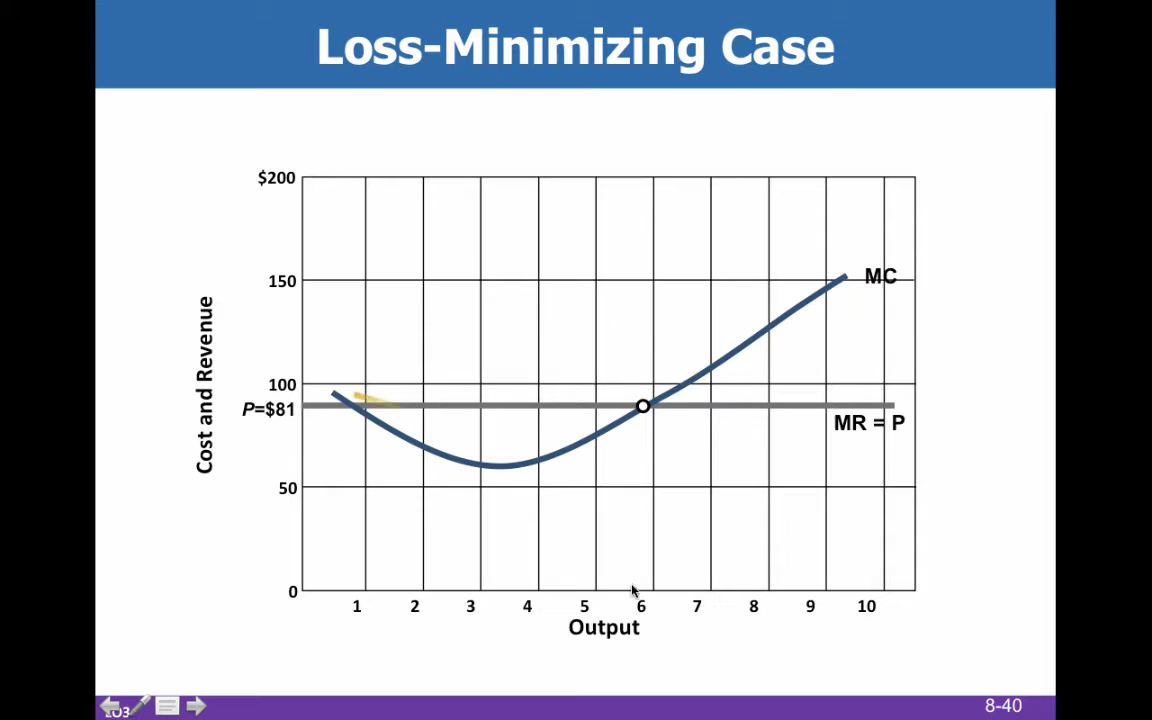 Loss-Minimizing Case
$200
150
MC
100
P=$81
MR = P
50
0
1 2 3 4 5 6 7 8 9 10
Output
Cost and Revenue
LO3
8-40